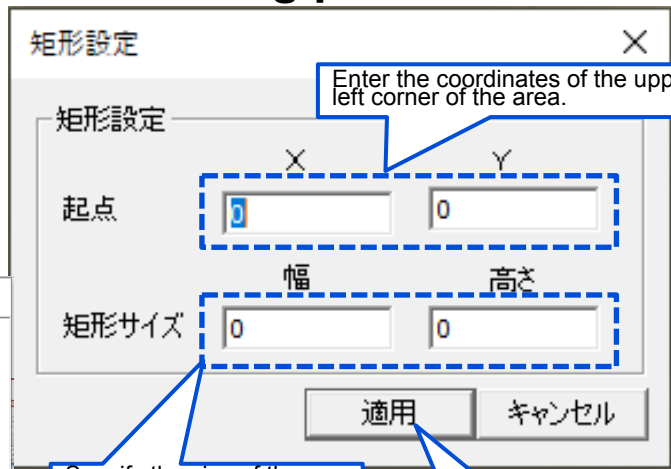 矩形設定
Enter the coordinates of the upp
left corner of the area.
矩形設定
X Y
起点 0 0
幅 高さ
矩形サイズ 0 0
適用 キャンセル